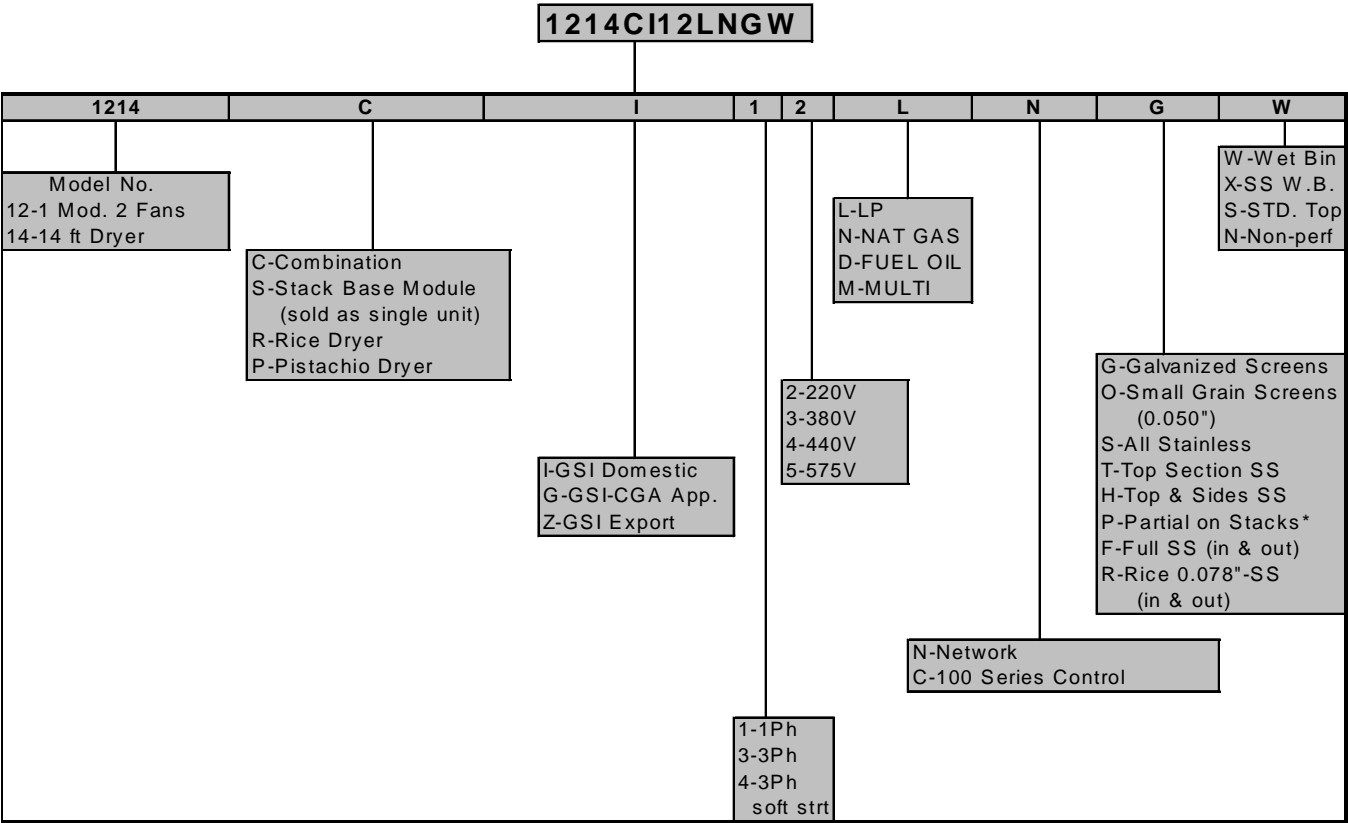 1214CI12LNGW
1214 C I 1 2 L N G W
Model No.
12-1 Mod. 2 Fans
14-14 ft Dryer
C-Combination
S-Stack Base Module
(sold as single unit)
R-Rice Dryer
P-Pistachio Dryer
I-GSI Domestic
G-GSI-CGA App.
Z-GSI Export
1-1Ph
3-3Ph
4-3Ph
soft strt
2-220V
3-380V
4-440V
5-575V
L-LP
N-NAT GAS
D-FUEL OIL
M-MULTI
N-Network
C-100 Series Control
G-Galvanized Screens
O-Small Grain Screens
(0.050")
S-All Stainless
T-Top Section SS
H-Top & Sides SS
P-Partial on Stacks*
F-Full SS (in & out)
R-Rice 0.078"-SS
(in & out)
W-Wet Bin
X-SS W.B.
S-STD. Top
N-Non-perf